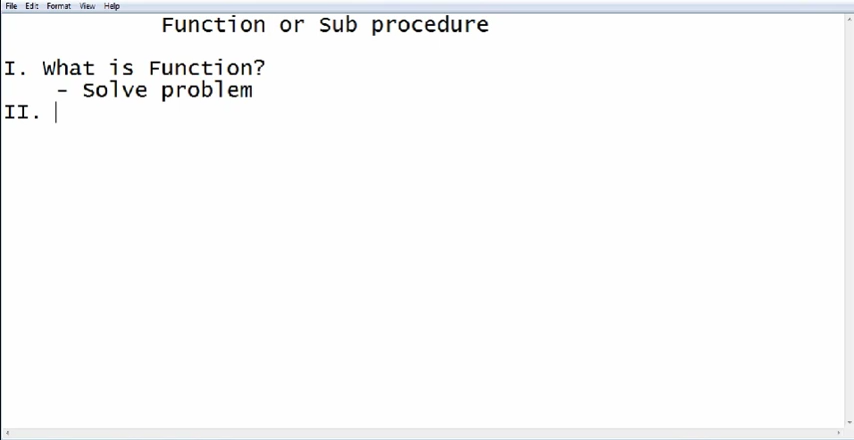 File Edit Format View Help
Function or Sub procedure
I. What is Function?
- Solve problem
II.